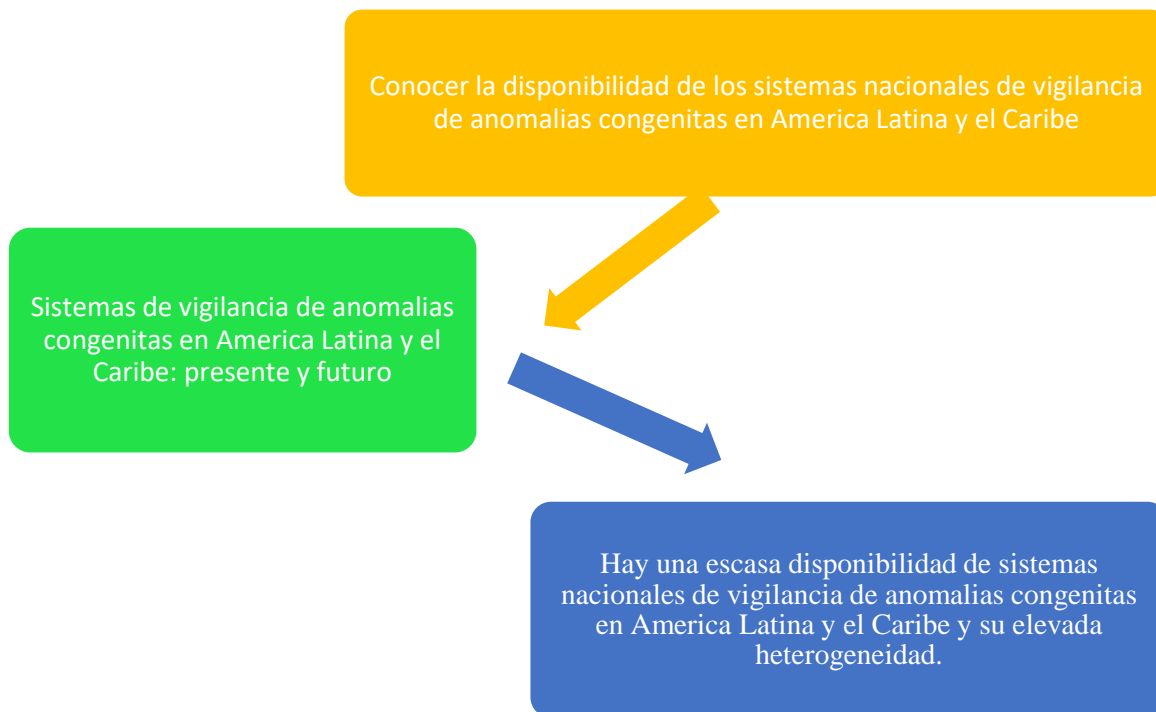 Conocer la disponibilidad de los sistemas nacionales de vigilancia
de anomalias congenitas en America Latina y el Caribe
Sistemas de vigilancia de anomalias
congenitas en America Latina y el
Caribe: presente y futuro
Hay una escasa disponibilidad de sistemas
nacionales de vigilancia de anomalias congenitas
en America Latina y el Caribe y su elevada
heterogeneidad.